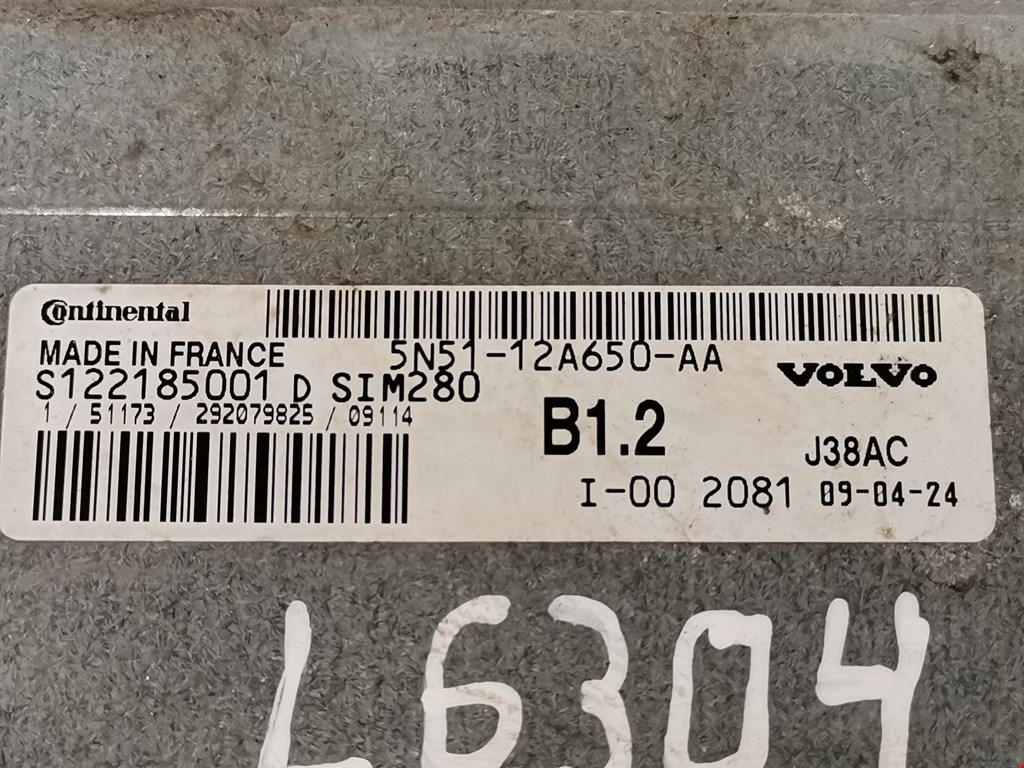 Continental
MADE IN FRANCE 5N51-12A650-AA
VOLVO
S122185001 D SIM280
1 / 51173 / 292079825 / 09114
B1.2
J38AC
I-00 2081 09-04-24
L6304